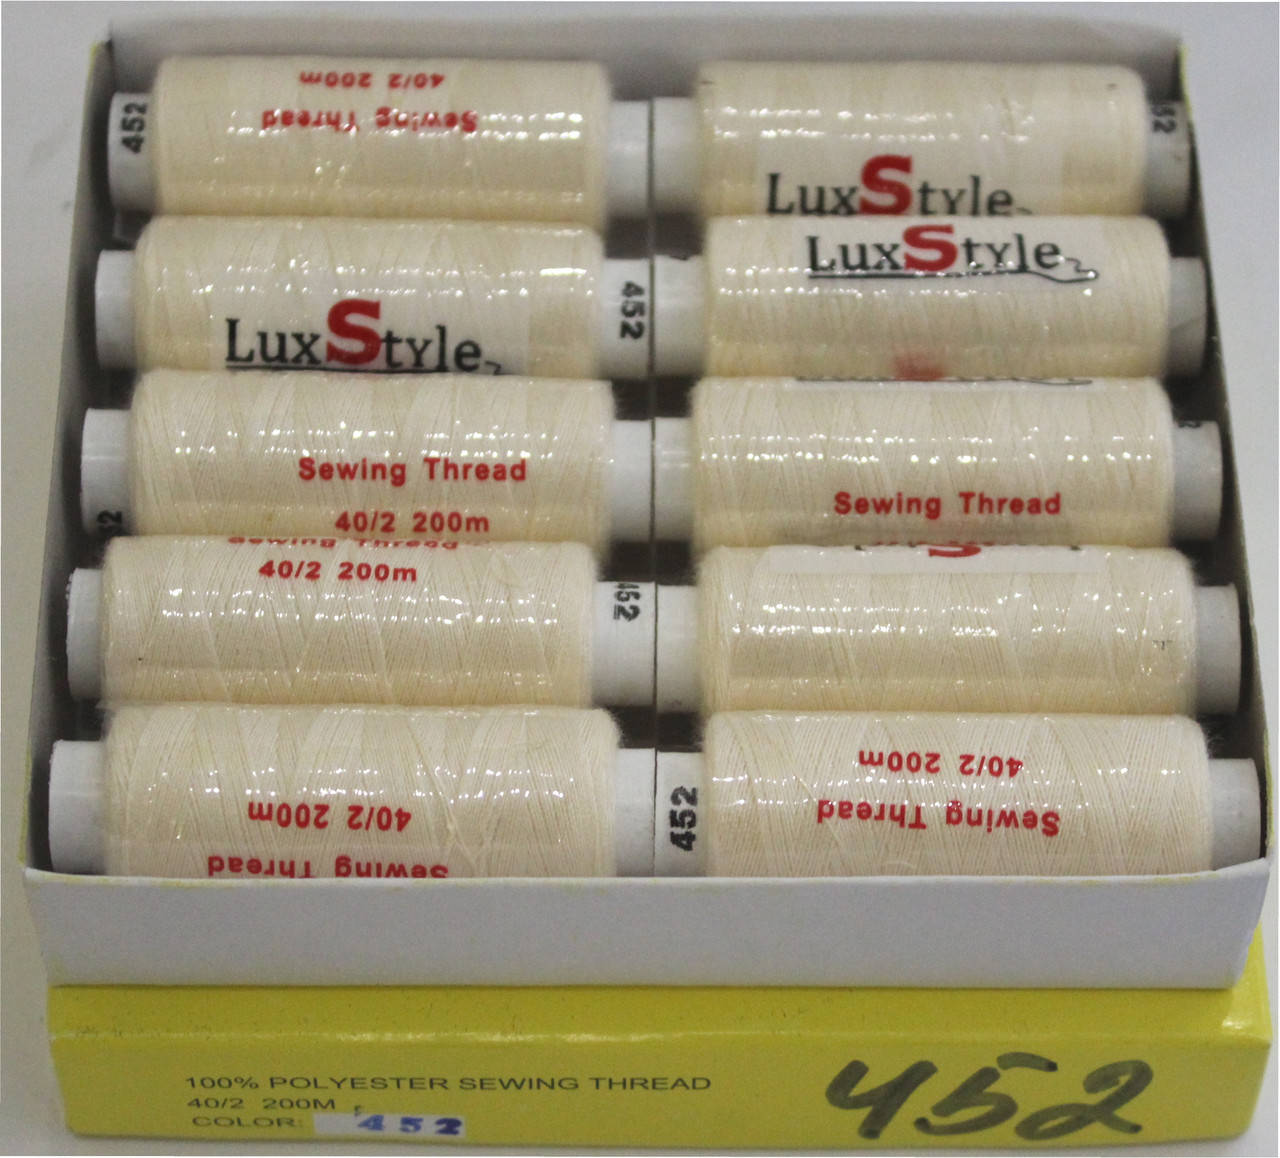 40/2 200m
Sewing Thread
452
LuxStyle
LuxStyle
452
LuxStyle
Sewing Thread
40/2 200m
Sewing Thread
Sewing Thread
40/2 200m
452
40/2 200m
Sewing Thread
452
40/2 200m
Sewing Thread
100% POLYESTER SEWING THREAD
40/2 200M
COLOR: 452
452